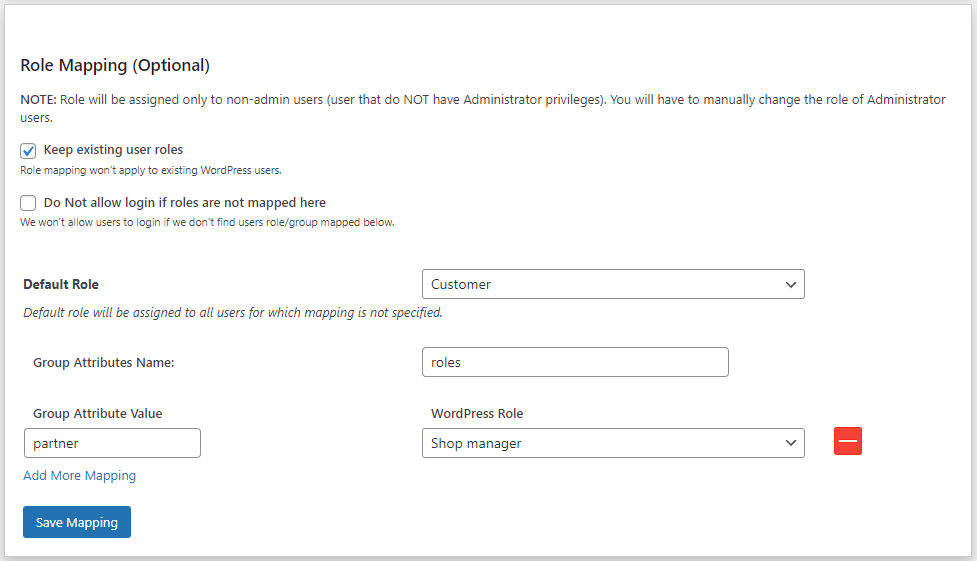 Role Mapping (Optional)
NOTE: Role will be assigned only to non-admin users (user that do NOT have Administrator privileges). You will have to manually change the role of Administrator
users.
Keep existing user roles
Role mapping won't apply to existing WordPress users.
Do Not allow login if roles are not mapped here
We won't allow users to login if we don't find users role/group mapped below.
Default Role
Customer
Default role will be assigned to all users for which mapping is not specified.
Group Attributes Name:
roles
Group Attribute Value
WordPress Role
partner
Shop manager
Add More Mapping
Save Mapping